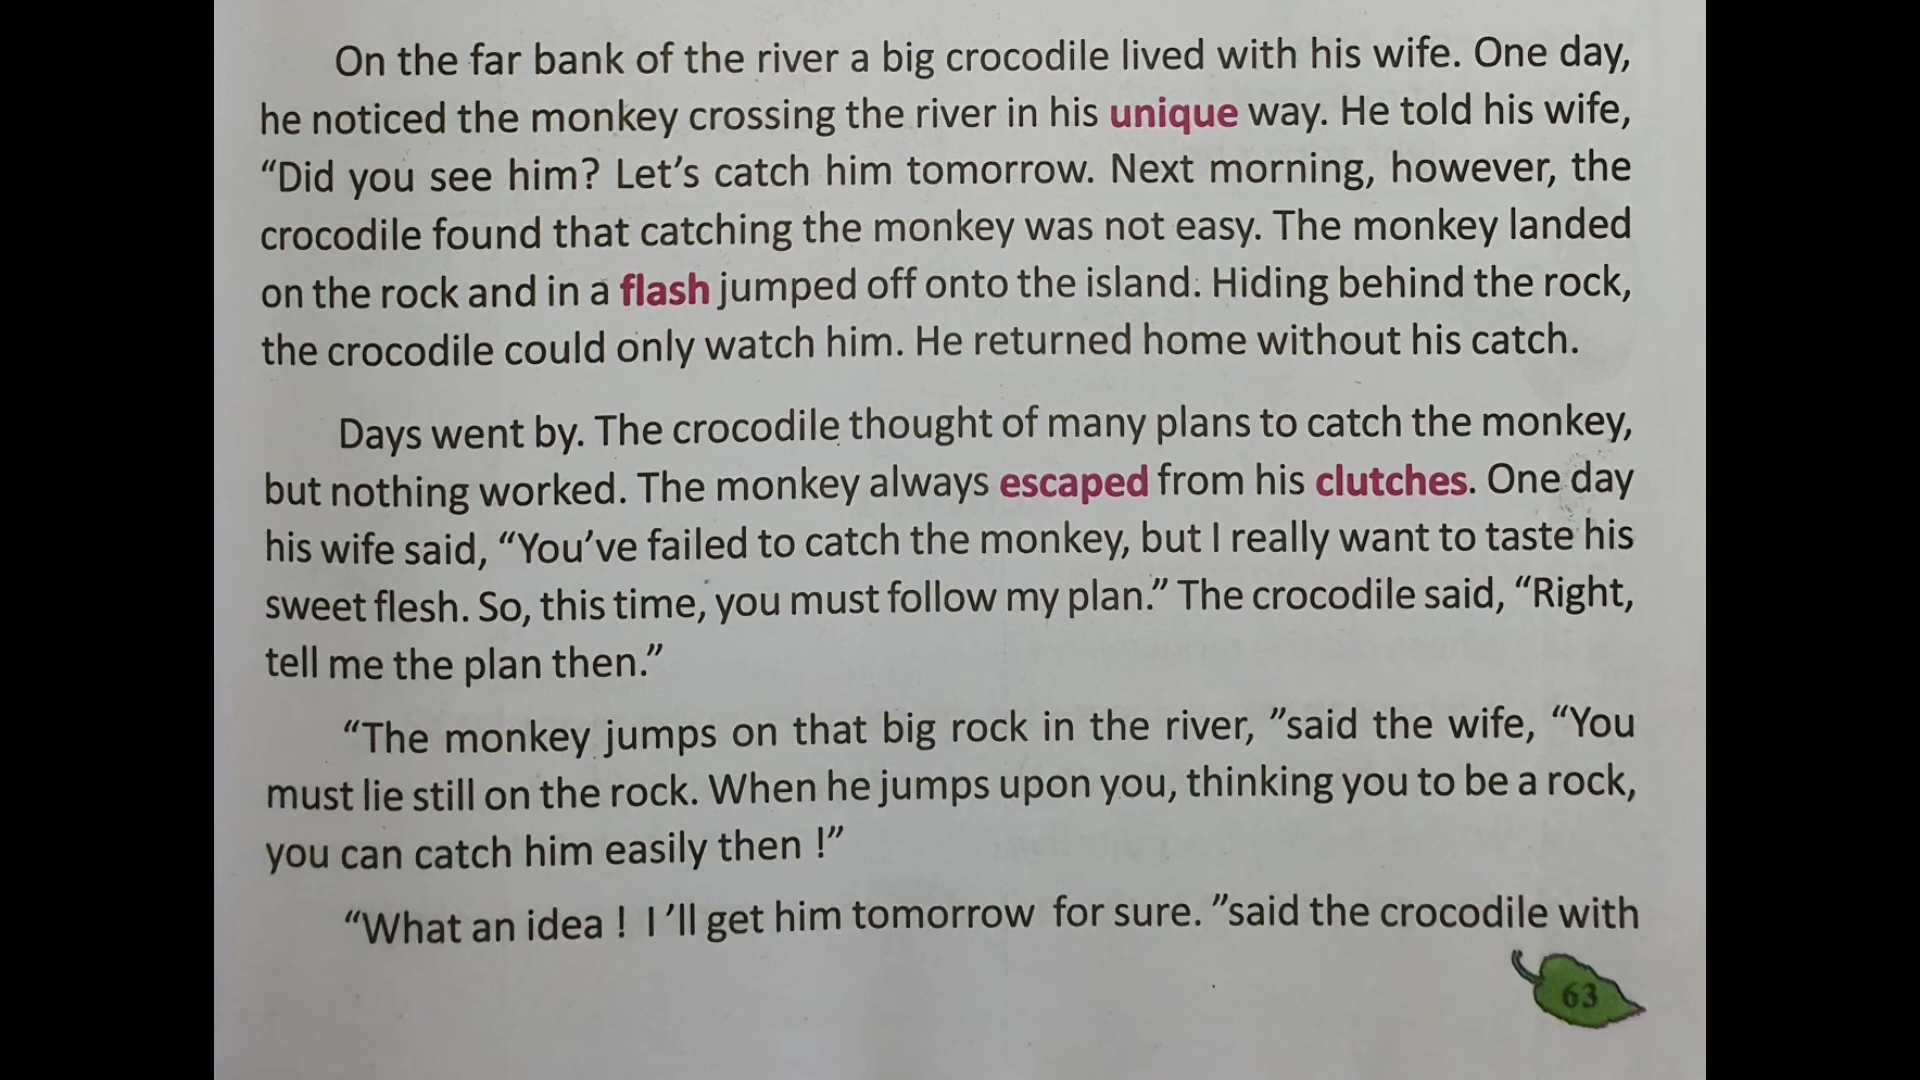 On the far bank of the river a big crocodile lived with his wife. One day,
he noticed the monkey crossing the river in his unique way. He told his wife,
“Did you see him? Let’s catch him tomorrow. Next morning, however, the
crocodile found that catching the monkey was not easy. The monkey landed
on the rock and in a flash jumped off onto the island. Hiding behind the rock,
the crocodile could only watch him. He returned home without his catch.
Days went by. The crocodile thought of many plans to catch the monkey,
but nothing worked. The monkey always escaped from his clutches. One day
his wife said, “You’ve failed to catch the monkey, but I really want to taste his
sweet flesh. So, this time, you must follow my plan.” The crocodile said, “Right,
tell me the plan then.”
“The monkey jumps on that big rock in the river, ”said the wife, “You
must lie still on the rock. When he jumps upon you, thinking you to be a rock,
you can catch him easily then !”
“What an idea ! I ’ll get him tomorrow for sure. ”said the crocodile with
63